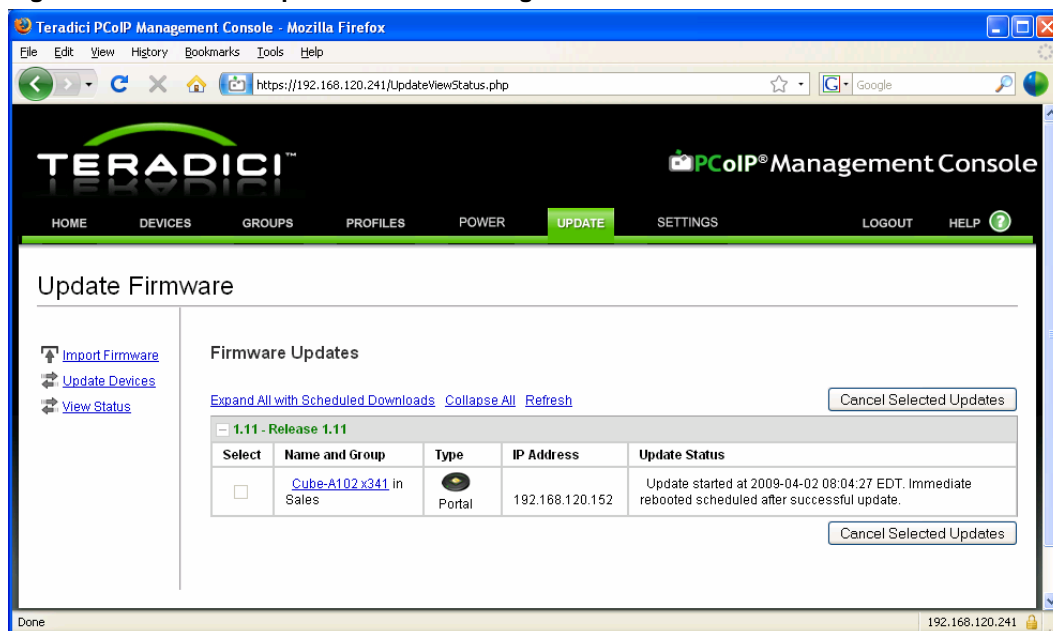 Teradici PCoIP Management Console - Mozilla Firefox
File Edit View History Bookmarks Tools Help
https://192.168.120.241/UpdateViewStatus.php
G Google
TERADICI™
PCoIP® Management Console
HOME DEVICES GROUPS PROFILES POWER UPDATE SETTINGS LOGOUT HELP ?
Update Firmware
Import Firmware
Update Devices
View Status
Firmware Updates
Expand All with Scheduled Downloads Collapse All Refresh
Cancel Selected Updates
1.11 - Release 1.11
Select Name and Group Type IP Address Update Status
Cube-A102 x341 in
Sales
Portal
192.168.120.152
Update started at 2009-04-02 08:04:27 EDT. Immediate
rebooted scheduled after successful update.
Cancel Selected Updates
Done
192.168.120.241